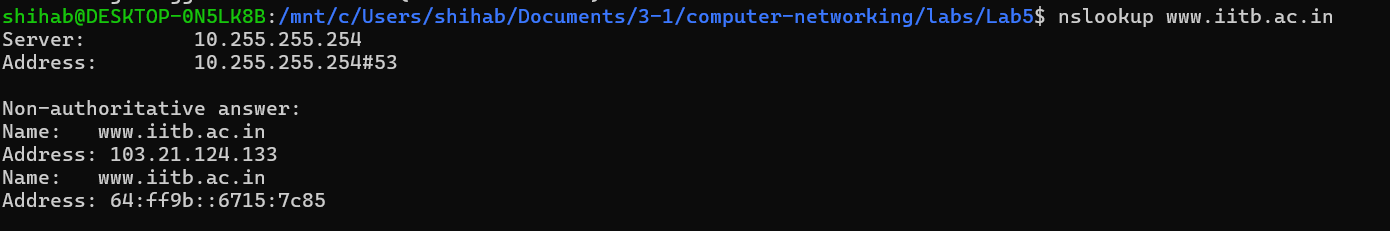 shihab@DESKTOP-0N5LK8B:/mnt/c/Users/shihab/Documents/3-1/computer-networking/labs/Lab5$ nslookup www.iitb.ac.in
Server:         10.255.255.254
Address:        10.255.255.254#53

Non-authoritative answer:
Name:   www.iitb.ac.in
Address: 103.21.124.133
Name:   www.iitb.ac.in
Address: 64:ff9b::6715:7c85